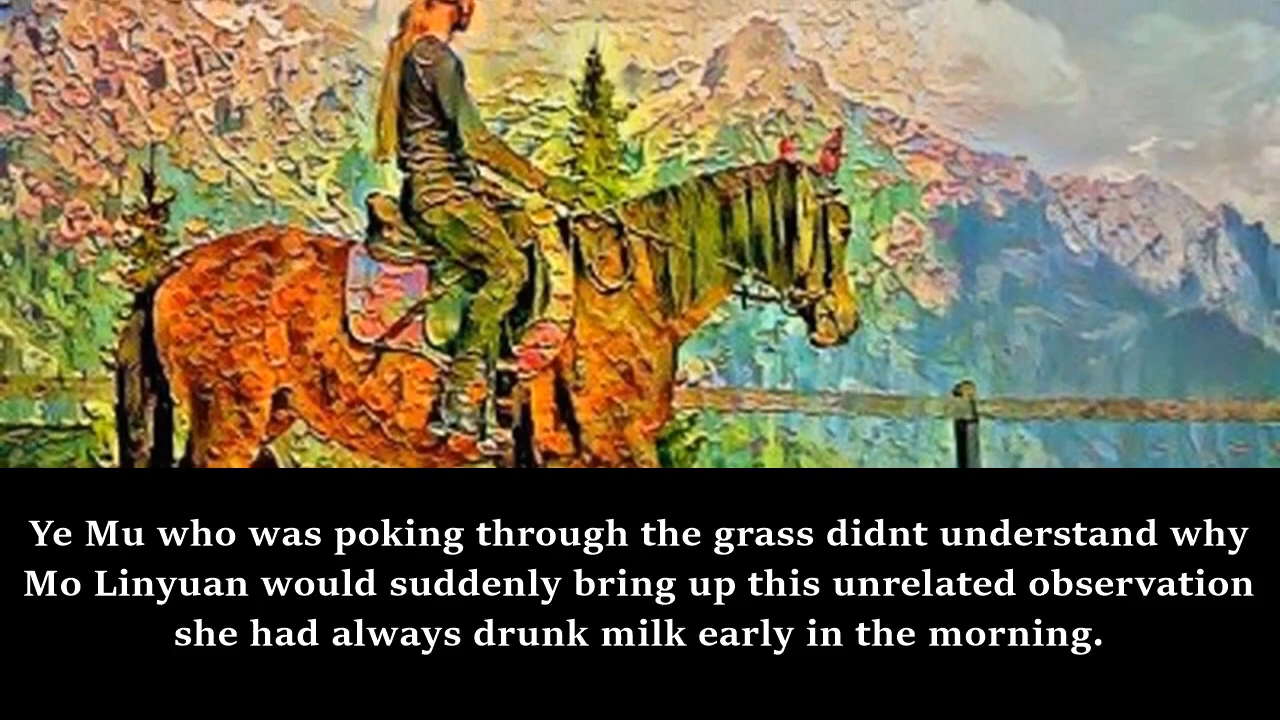 Ye Mu who was poking through the grass didnt understand why
Mo Linyuan would suddenly bring up this unrelated observation
she had always drunk milk early in the morning.